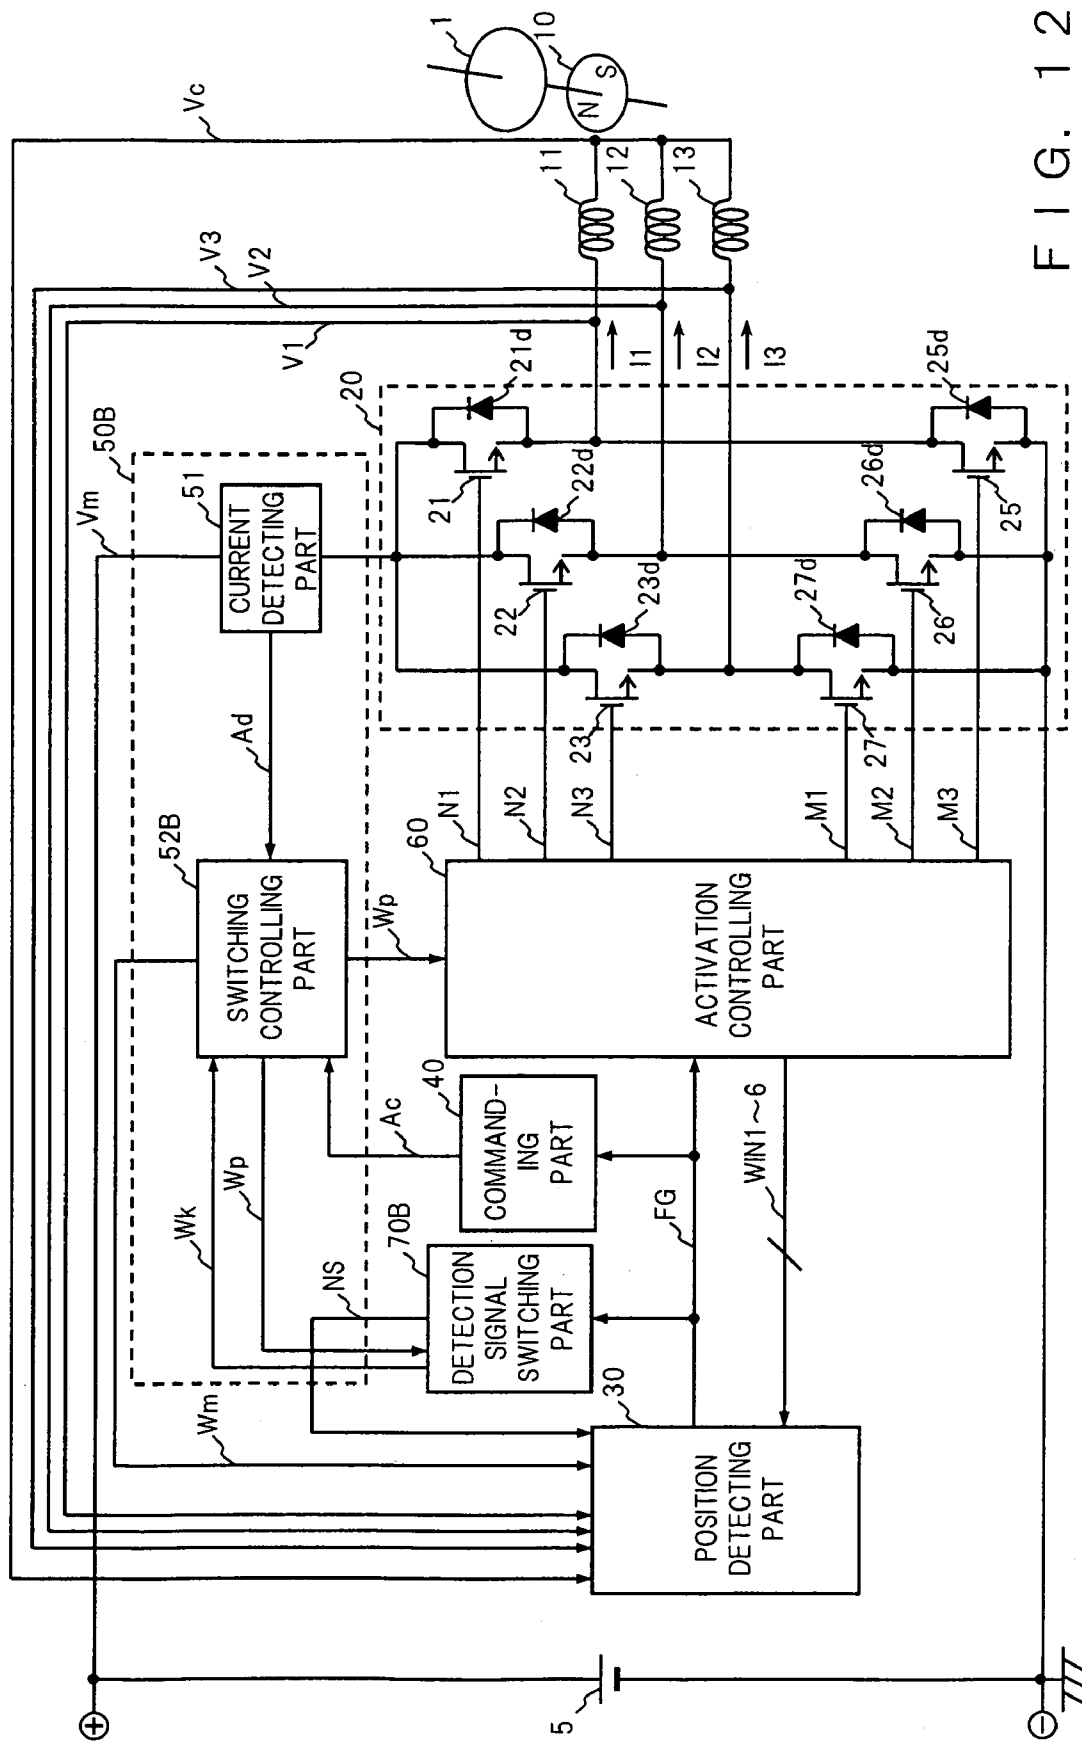 FIG. 12
1
10
N S
Vc
11
12
13
V3
V2
V1
I1
I2
I3
20
21d
22d
23d
25d
26d
27d
21
22
23
25
26
27
50B
Vm
51
CURRENT
DETECTING
PART
Ad
52B
SWITCHING
CONTROLLING
PART
Wp
60
N1
N2
N3
M1
M2
M3
ACTIVATION
CONTROLLING
PART
Wk
Wp
Ac
40
COMMAND-
ING
PART
NS
70B
DETECTION
SIGNAL
SWITCHING
PART
FG
WIN1~6
Wm
30
POSITION
DETECTING
PART
+
5
−